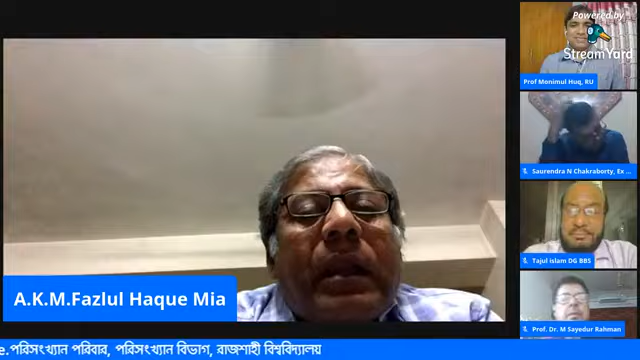 Powered by
StreamYard
Prof Monimul Huq, RU
Saurendra N Chakraborty, Ex ...
Tajul islam DG BBS
Prof. Dr. M Sayedur Rahman
A.K.M.Fazlul Haque Mia
e.পরিসংখ্যান পরিবার, পরিসংখ্যান বিভাগ, রাজশাহী বিশ্ববিদ্যালয়